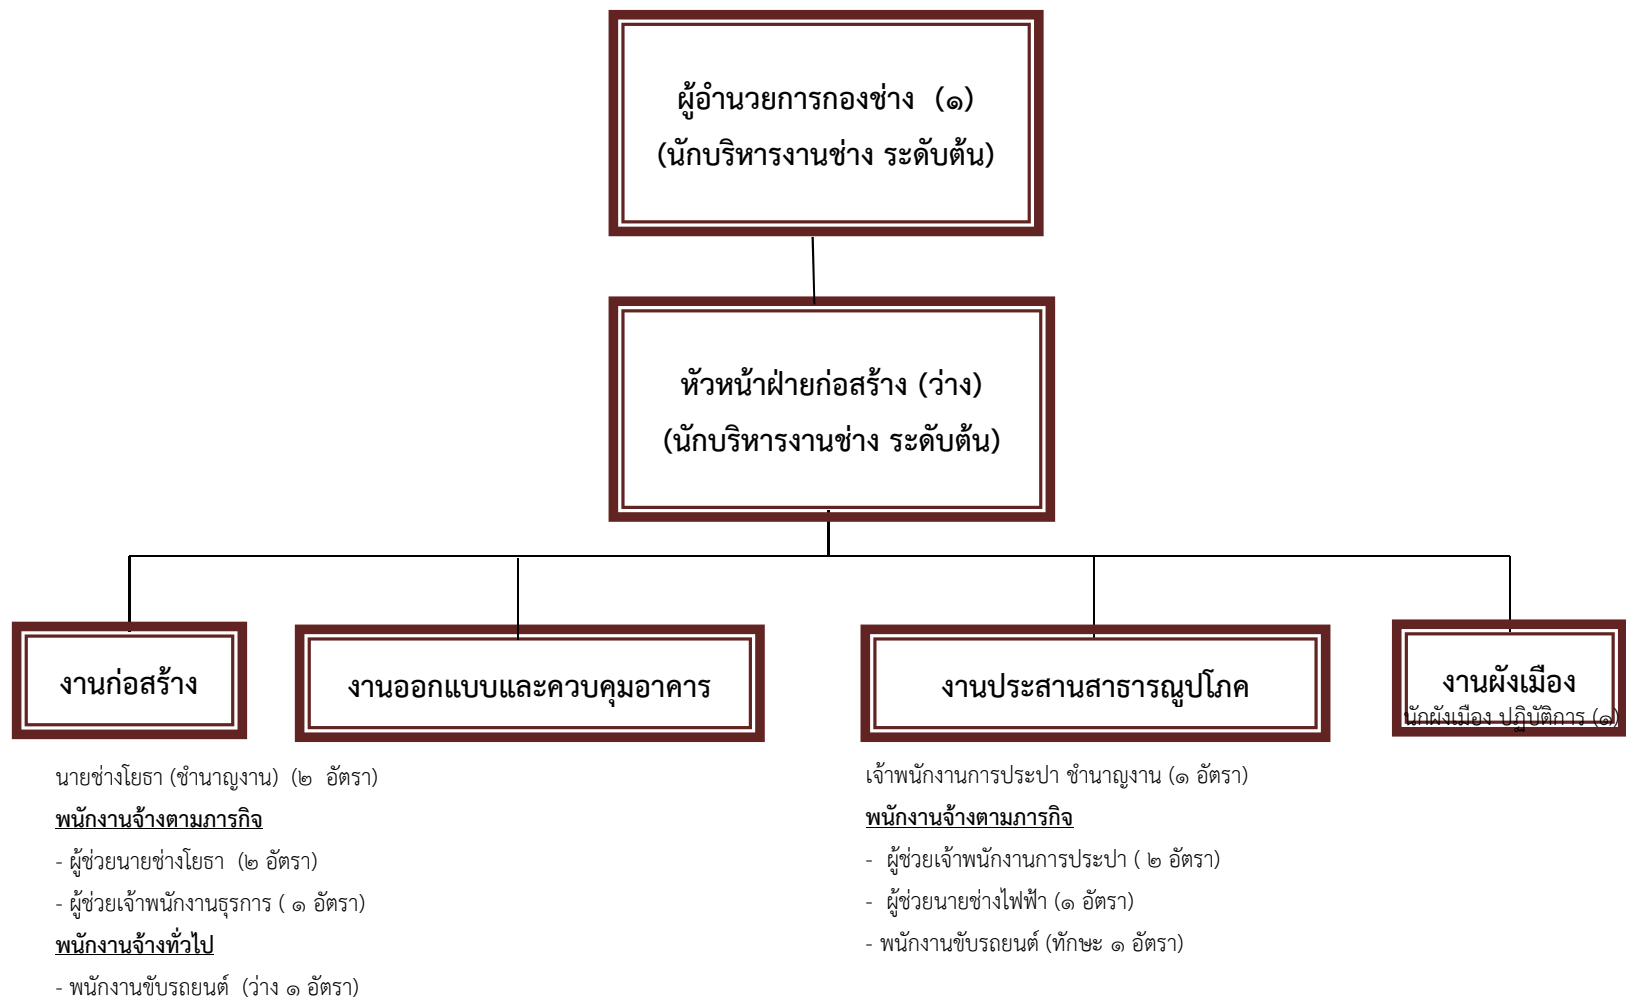 ผู้อำนวยการกองช่าง (๑)
(นักบริหารงานช่าง ระดับต้น)
หัวหน้าฝ่ายก่อสร้าง (ว่าง)
(นักบริหารงานช่าง ระดับต้น)
งานก่อสร้าง
งานออกแบบและควบคุมอาคาร
งานประสานสาธารณูปโภค
งานผังเมือง
นักผังเมือง ปฏิบัติการ (๑)
นายช่างโยธา (ชำนาญงาน) (๒ อัตรา)
พนักงานจ้างตามภารกิจ
- ผู้ช่วยนายช่างโยธา (๒ อัตรา)
- ผู้ช่วยเจ้าพนักงานธุรการ ( ๑ อัตรา)
พนักงานจ้างทั่วไป
- พนักงานขับรถยนต์ (ว่าง ๑ อัตรา)
เจ้าพนักงานการประปา ชำนาญงาน (๑ อัตรา)
พนักงานจ้างตามภารกิจ
- ผู้ช่วยเจ้าพนักงานการประปา ( ๒ อัตรา)
- ผู้ช่วยนายช่างไฟฟ้า (๑ อัตรา)
- พนักงานขับรถยนต์ (ทักษะ ๑ อัตรา)